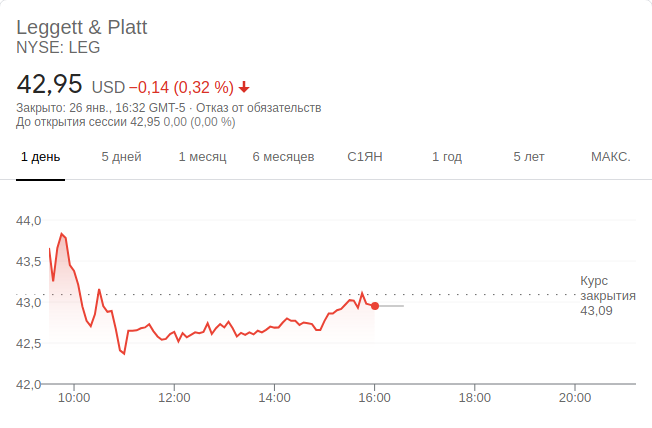 Leggett & Platt
NYSE: LEG
42,95 USD −0,14 (0,32 %)
Закрыто: 26 янв., 16:32 GMT-5 · Отказ от обязательств
До открытия сессии 42,95 0,00 (0,00 %)
1 день 5 дней 1 месяц 6 месяцев С1ЯН 1 год 5 лет МАКС.
44,0
43,5
43,0
42,5
42,0
Курс
закрытия
43,09
10:00 12:00 14:00 16:00 18:00 20:00